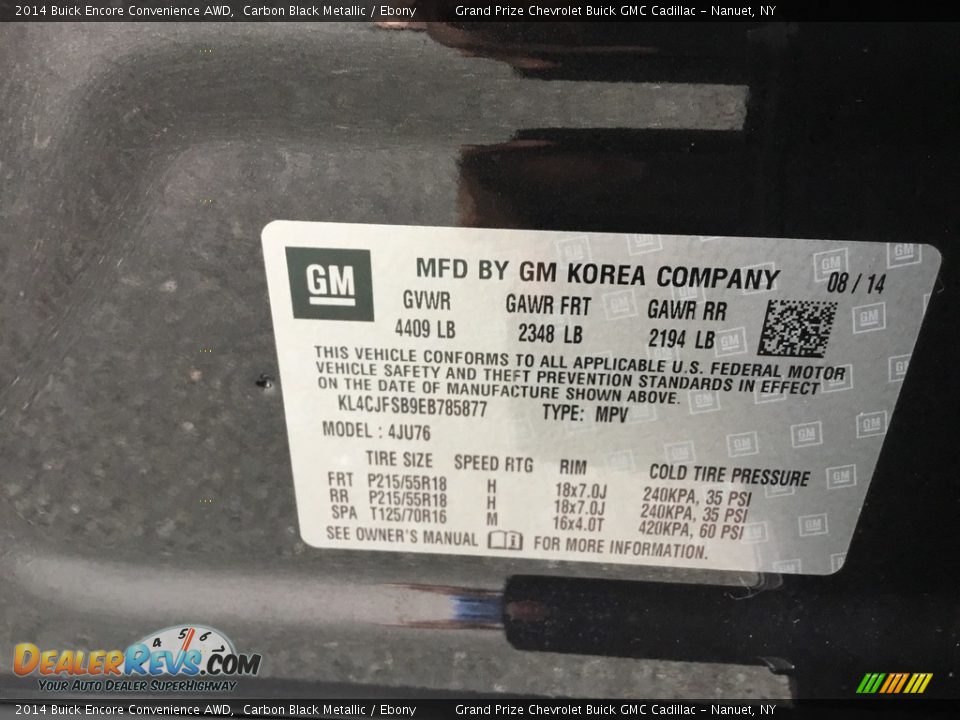 2014 Buick Encore Convenience AWD,  Carbon Black Metallic / Ebony  Grand Prize Chevrolet Buick GMC Cadillac - Nanuet, NY
GM
MFD BY GM KOREA COMPANY 08 / 14
GVWR GAWR FRT GAWR RR
4409 LB 2348 LB 2194 LB
THIS VEHICLE CONFORMS TO ALL APPLICABLE U.S. FEDERAL MOTOR
VEHICLE SAFETY AND THEFT PREVENTION STANDARDS IN EFFECT
ON THE DATE OF MANUFACTURE SHOWN ABOVE.
KL4CJFSB9EB785877 TYPE: MPV
MODEL : 4JU76
TIRE SIZE SPEED RTG RIM COLD TIRE PRESSURE
FRT P215/55R18 H 18x7.0J 240KPA, 35 PSI
RR P215/55R18 H 18x7.0J 240KPA, 35 PSI
SPA T125/70R16 M 16x4.0T 420KPA, 60 PSI
SEE OWNER'S MANUAL FOR MORE INFORMATION.
4 5 6
DEALERREVS.COM
YOUR AUTO DEALER SUPERHIGHWAY
2014 Buick Encore Convenience AWD,  Carbon Black Metallic / Ebony  Grand Prize Chevrolet Buick GMC Cadillac - Nanuet, NY